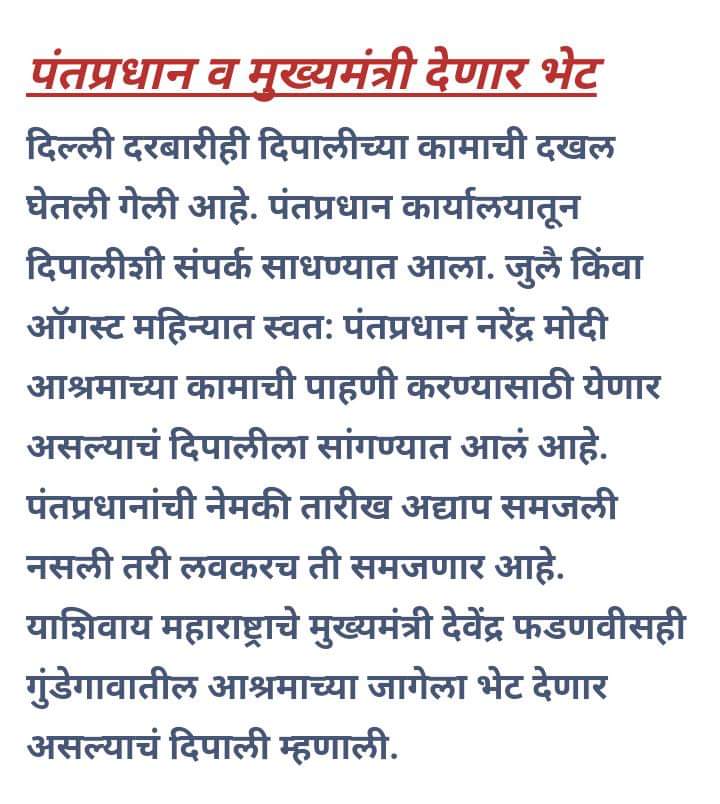 पंतप्रधान व मुख्यमंत्री देणार भेट
दिल्ली दरबारीही दिपालीच्या कामाची दखल
घेतली गेली आहे. पंतप्रधान कार्यालयातून
दिपालीशी संपर्क साधण्यात आला. जुलै किंवा
ऑगस्ट महिन्यात स्वत: पंतप्रधान नरेंद्र मोदी
आश्रमाच्या कामाची पाहणी करण्यासाठी येणार
असल्याचं दिपालीला सांगण्यात आलं आहे.
पंतप्रधानांची नेमकी तारीख अद्याप समजली
नसली तरी लवकरच ती समजणार आहे.
याशिवाय महाराष्ट्राचे मुख्यमंत्री देवेंद्र फडणवीसही
गुंडेगावातील आश्रमाच्या जागेला भेट देणार
असल्याचं दिपाली म्हणाली.